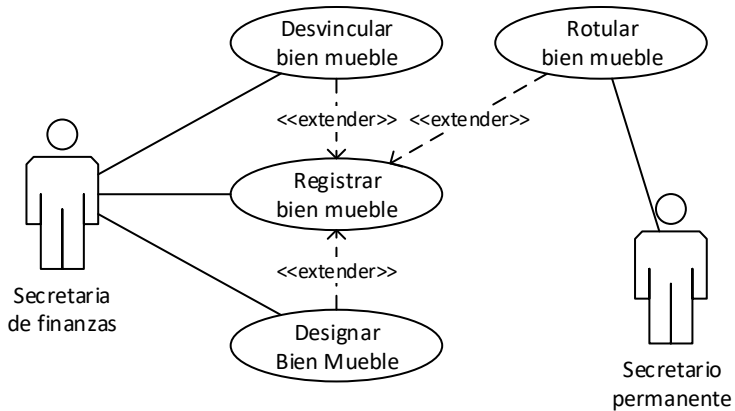 Desvincular
bien mueble
Rotular
bien mueble
<<extender>>
<<extender>>
Registrar
bien mueble
<<extender>>
Secretaria
de finanzas
Designar
Bien Mueble
Secretario
permanente